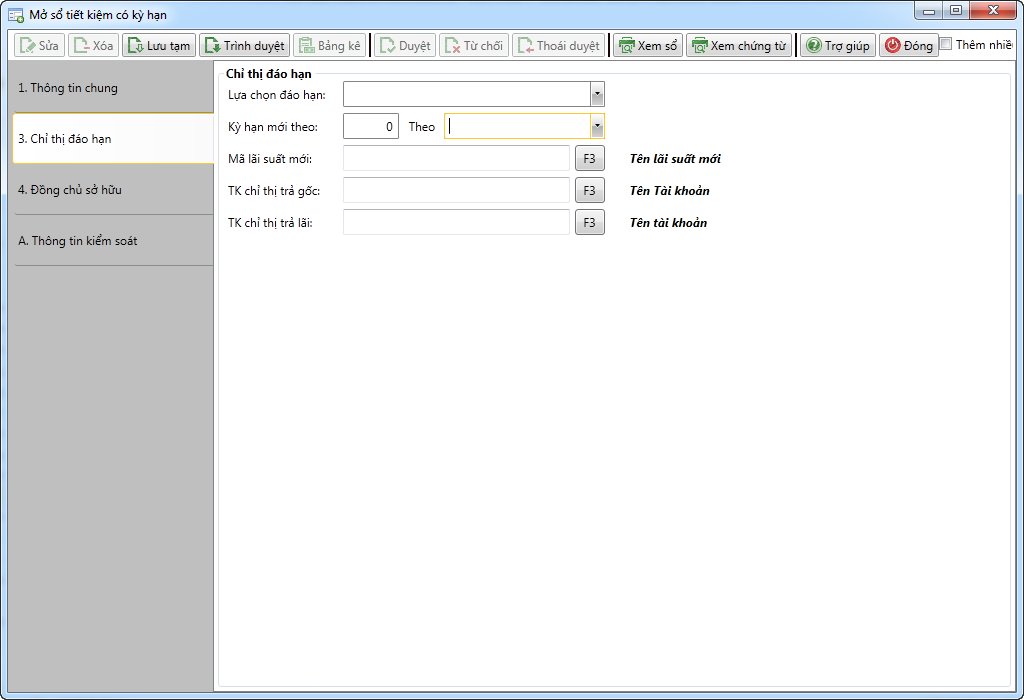 Mở sổ tiết kiệm có kỳ hạn
Sửa Xóa Lưu tạm Trình duyệt Bảng kê Duyệt Từ chối Thoái duyệt Xem sổ Xem chứng từ Trợ giúp Đóng Thêm nhiề
1. Thông tin chung
3. Chỉ thị đáo hạn
4. Đồng chủ sở hữu
A. Thông tin kiểm soát
Chỉ thị đáo hạn
Lựa chọn đáo hạn:
Kỳ hạn mới theo: 0 Theo
Mã lãi suất mới: F3 Tên lãi suất mới
TK chỉ thị trả gốc: F3 Tên Tài khoản
TK chỉ thị trả lãi: F3 Tên tài khoản